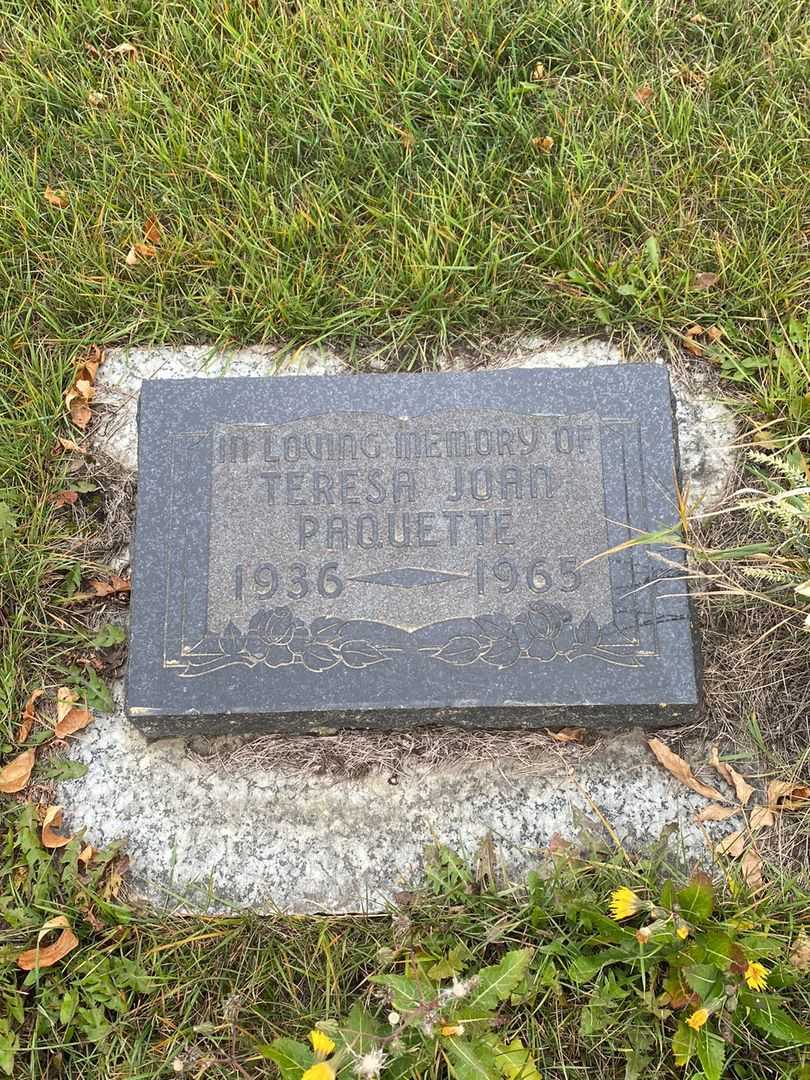 IN LOVING MEMORY OF
TERESA JOAN
PAQUETTE
1936 1965